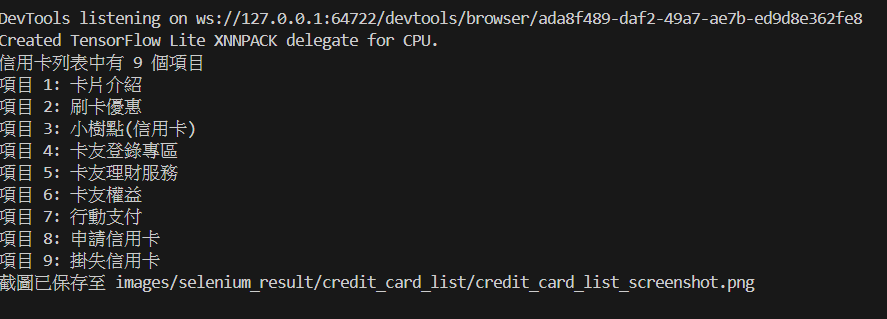 DevTools listening on ws://127.0.0.1:64722/devtools/browser/ada8f489-daf2-49a7-ae7b-ed9d8e362fe8
Created TensorFlow Lite XNNPACK delegate for CPU.
信用卡列表中有 9 個項目
項目 1: 卡片介紹
項目 2: 刷卡優惠
項目 3: 小樹點(信用卡)
項目 4: 卡友登錄專區
項目 5: 卡友理財服務
項目 6: 卡友權益
項目 7: 行動支付
項目 8: 申請信用卡
項目 9: 掛失信用卡
截圖已保存至 images/selenium_result/credit_card_list/credit_card_list_screenshot.png